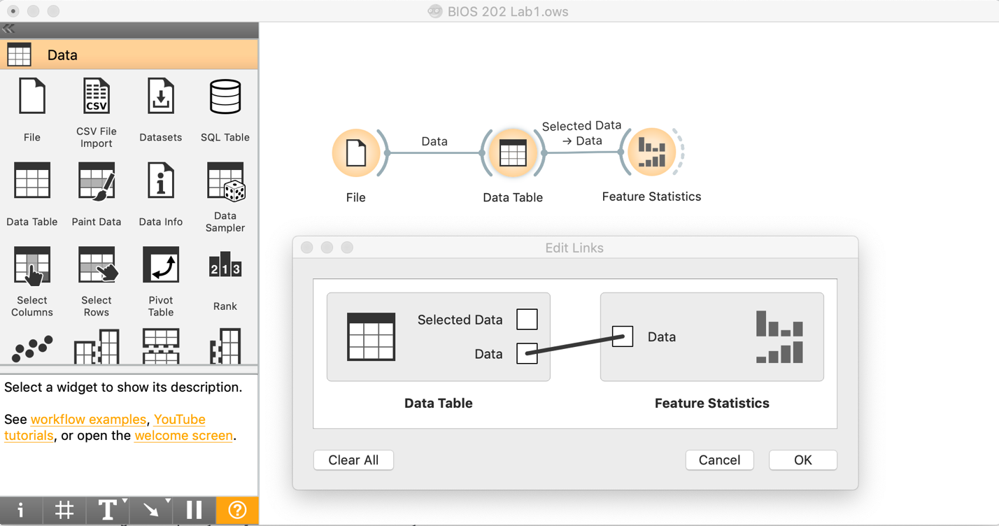 BIOS 202 Lab1.ows
Data
CSV
File
CSV File
Import
Datasets
SQL Table
Data Table
Paint Data
Data Info
Data
Sampler
2 1 3
Select
Columns
Select
Rows
Pivot
Table
Rank
Select a widget to show its description.
See workflow examples, YouTube
tutorials, or open the welcome screen.
i
T
?
Data
Selected Data
→ Data
File
Data Table
Feature Statistics
Edit Links
Selected Data
Data
Data
Data Table
Feature Statistics
Clear All
Cancel
OK